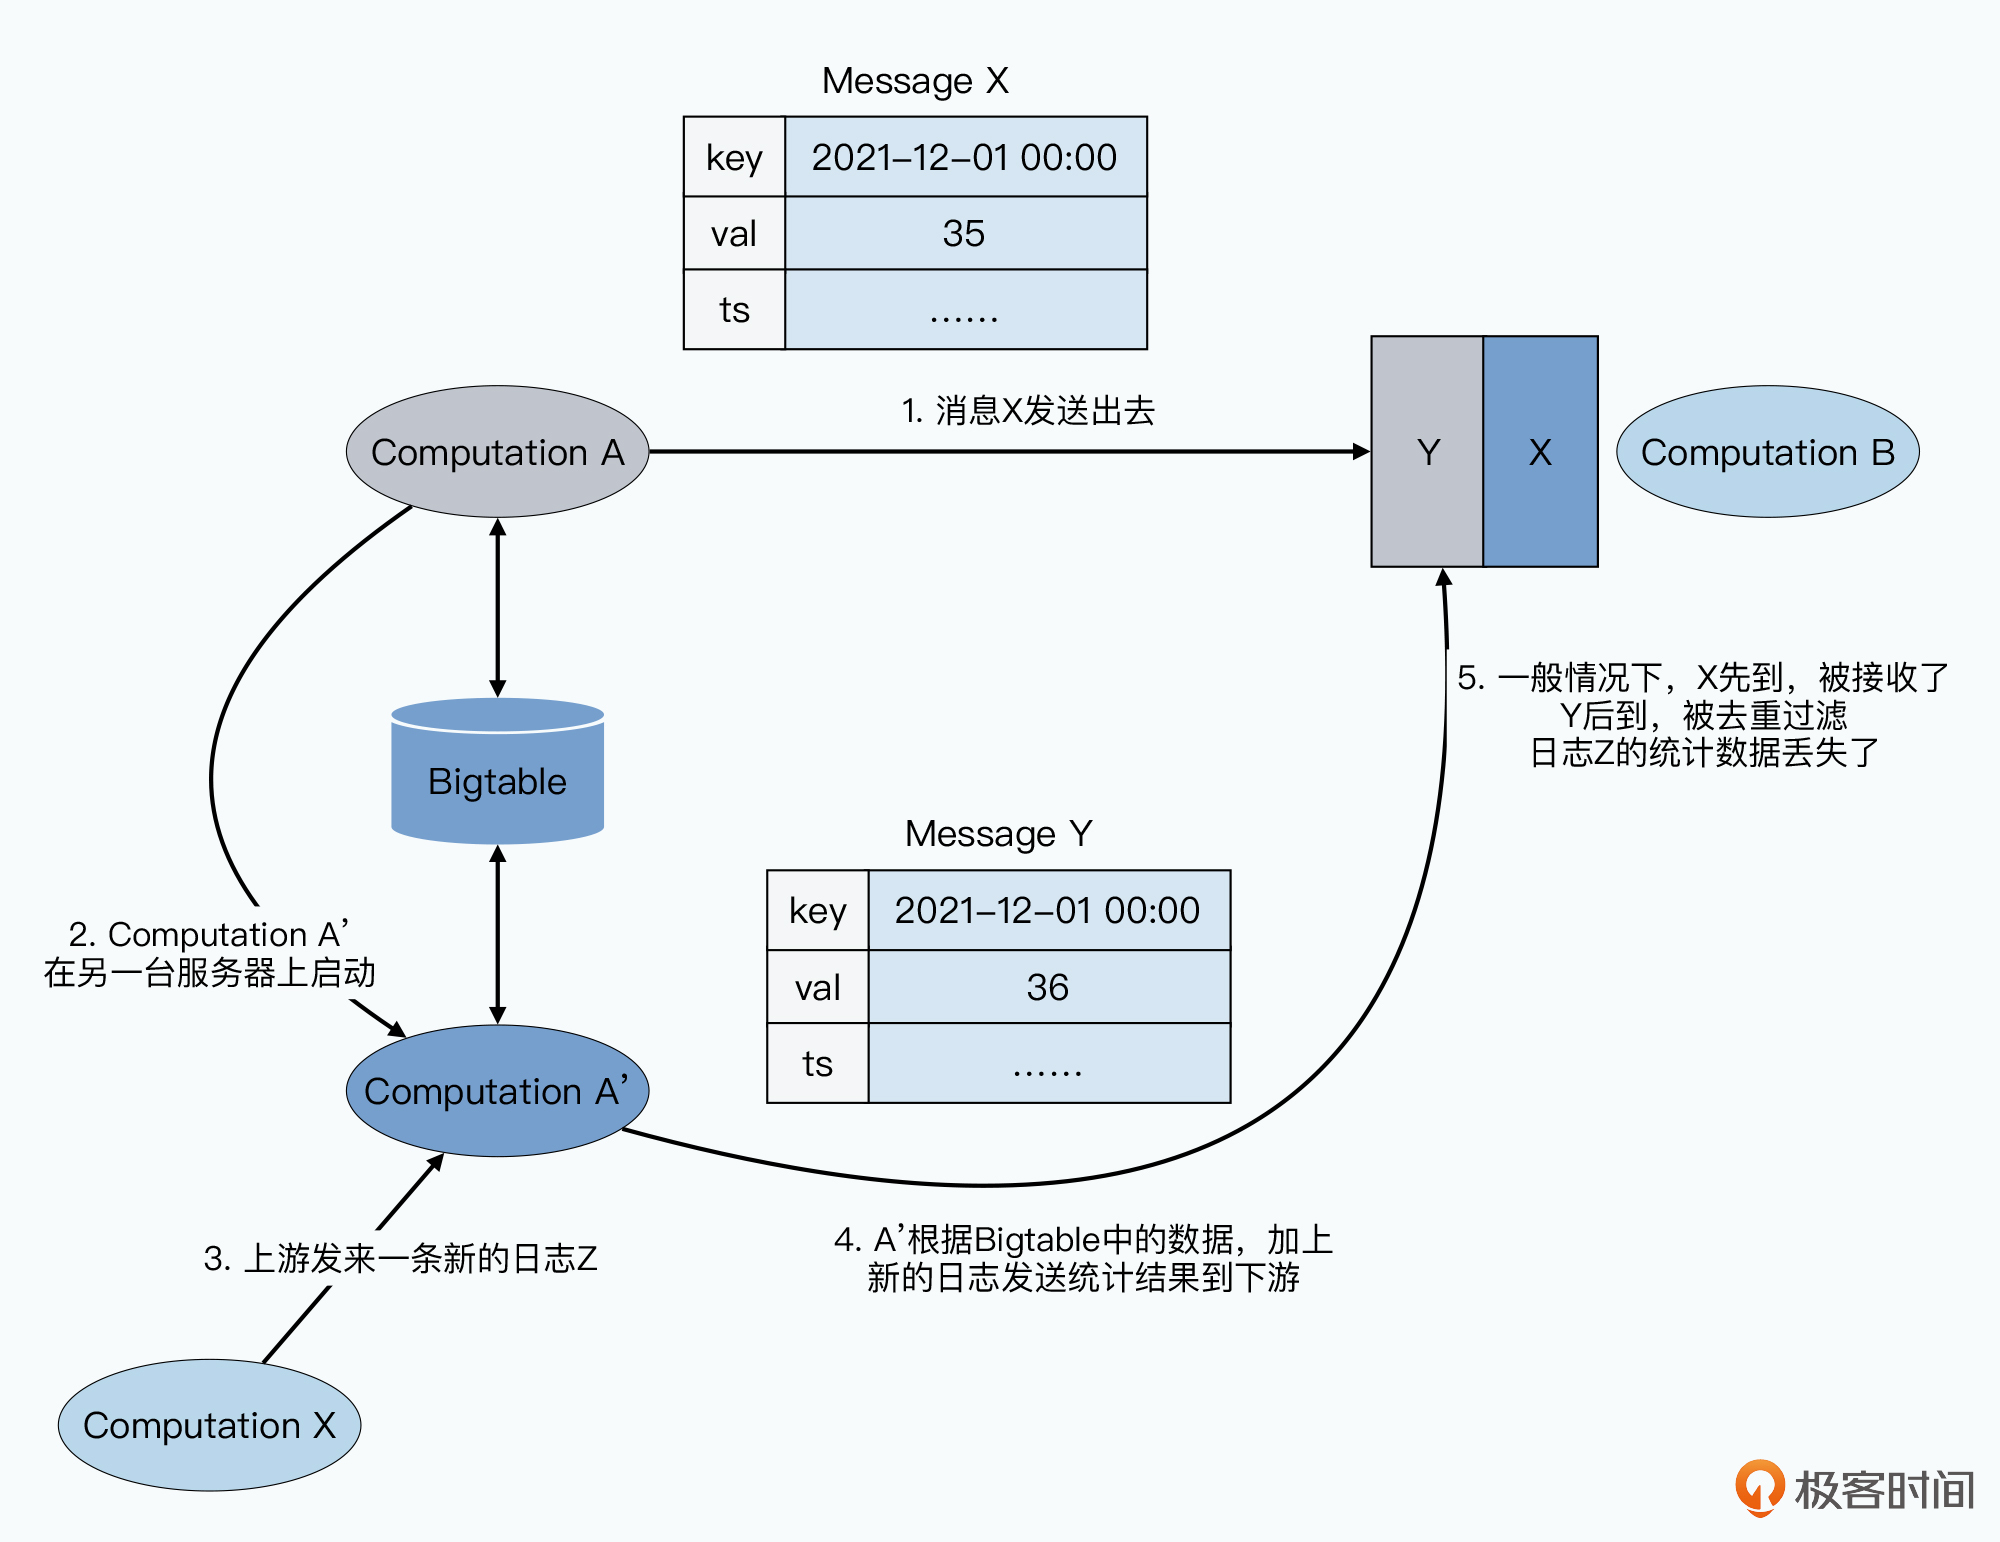 Message X
key 2021–12–01 00:00
val 35
ts ……
1. 消息X发送出去
Computation A
Y X
Computation B
Bigtable
5. 一般情况下，X先到，被接收了
Y后到，被去重过滤
日志Z的统计数据丢失了
Message Y
key 2021–12–01 00:00
val 36
ts ……
2. Computation A’
在另一台服务器上启动
Computation A’
3. 上游发来一条新的日志Z
4. A’根据Bigtable中的数据，加上
新的日志发送统计结果到下游
Computation X
极客时间